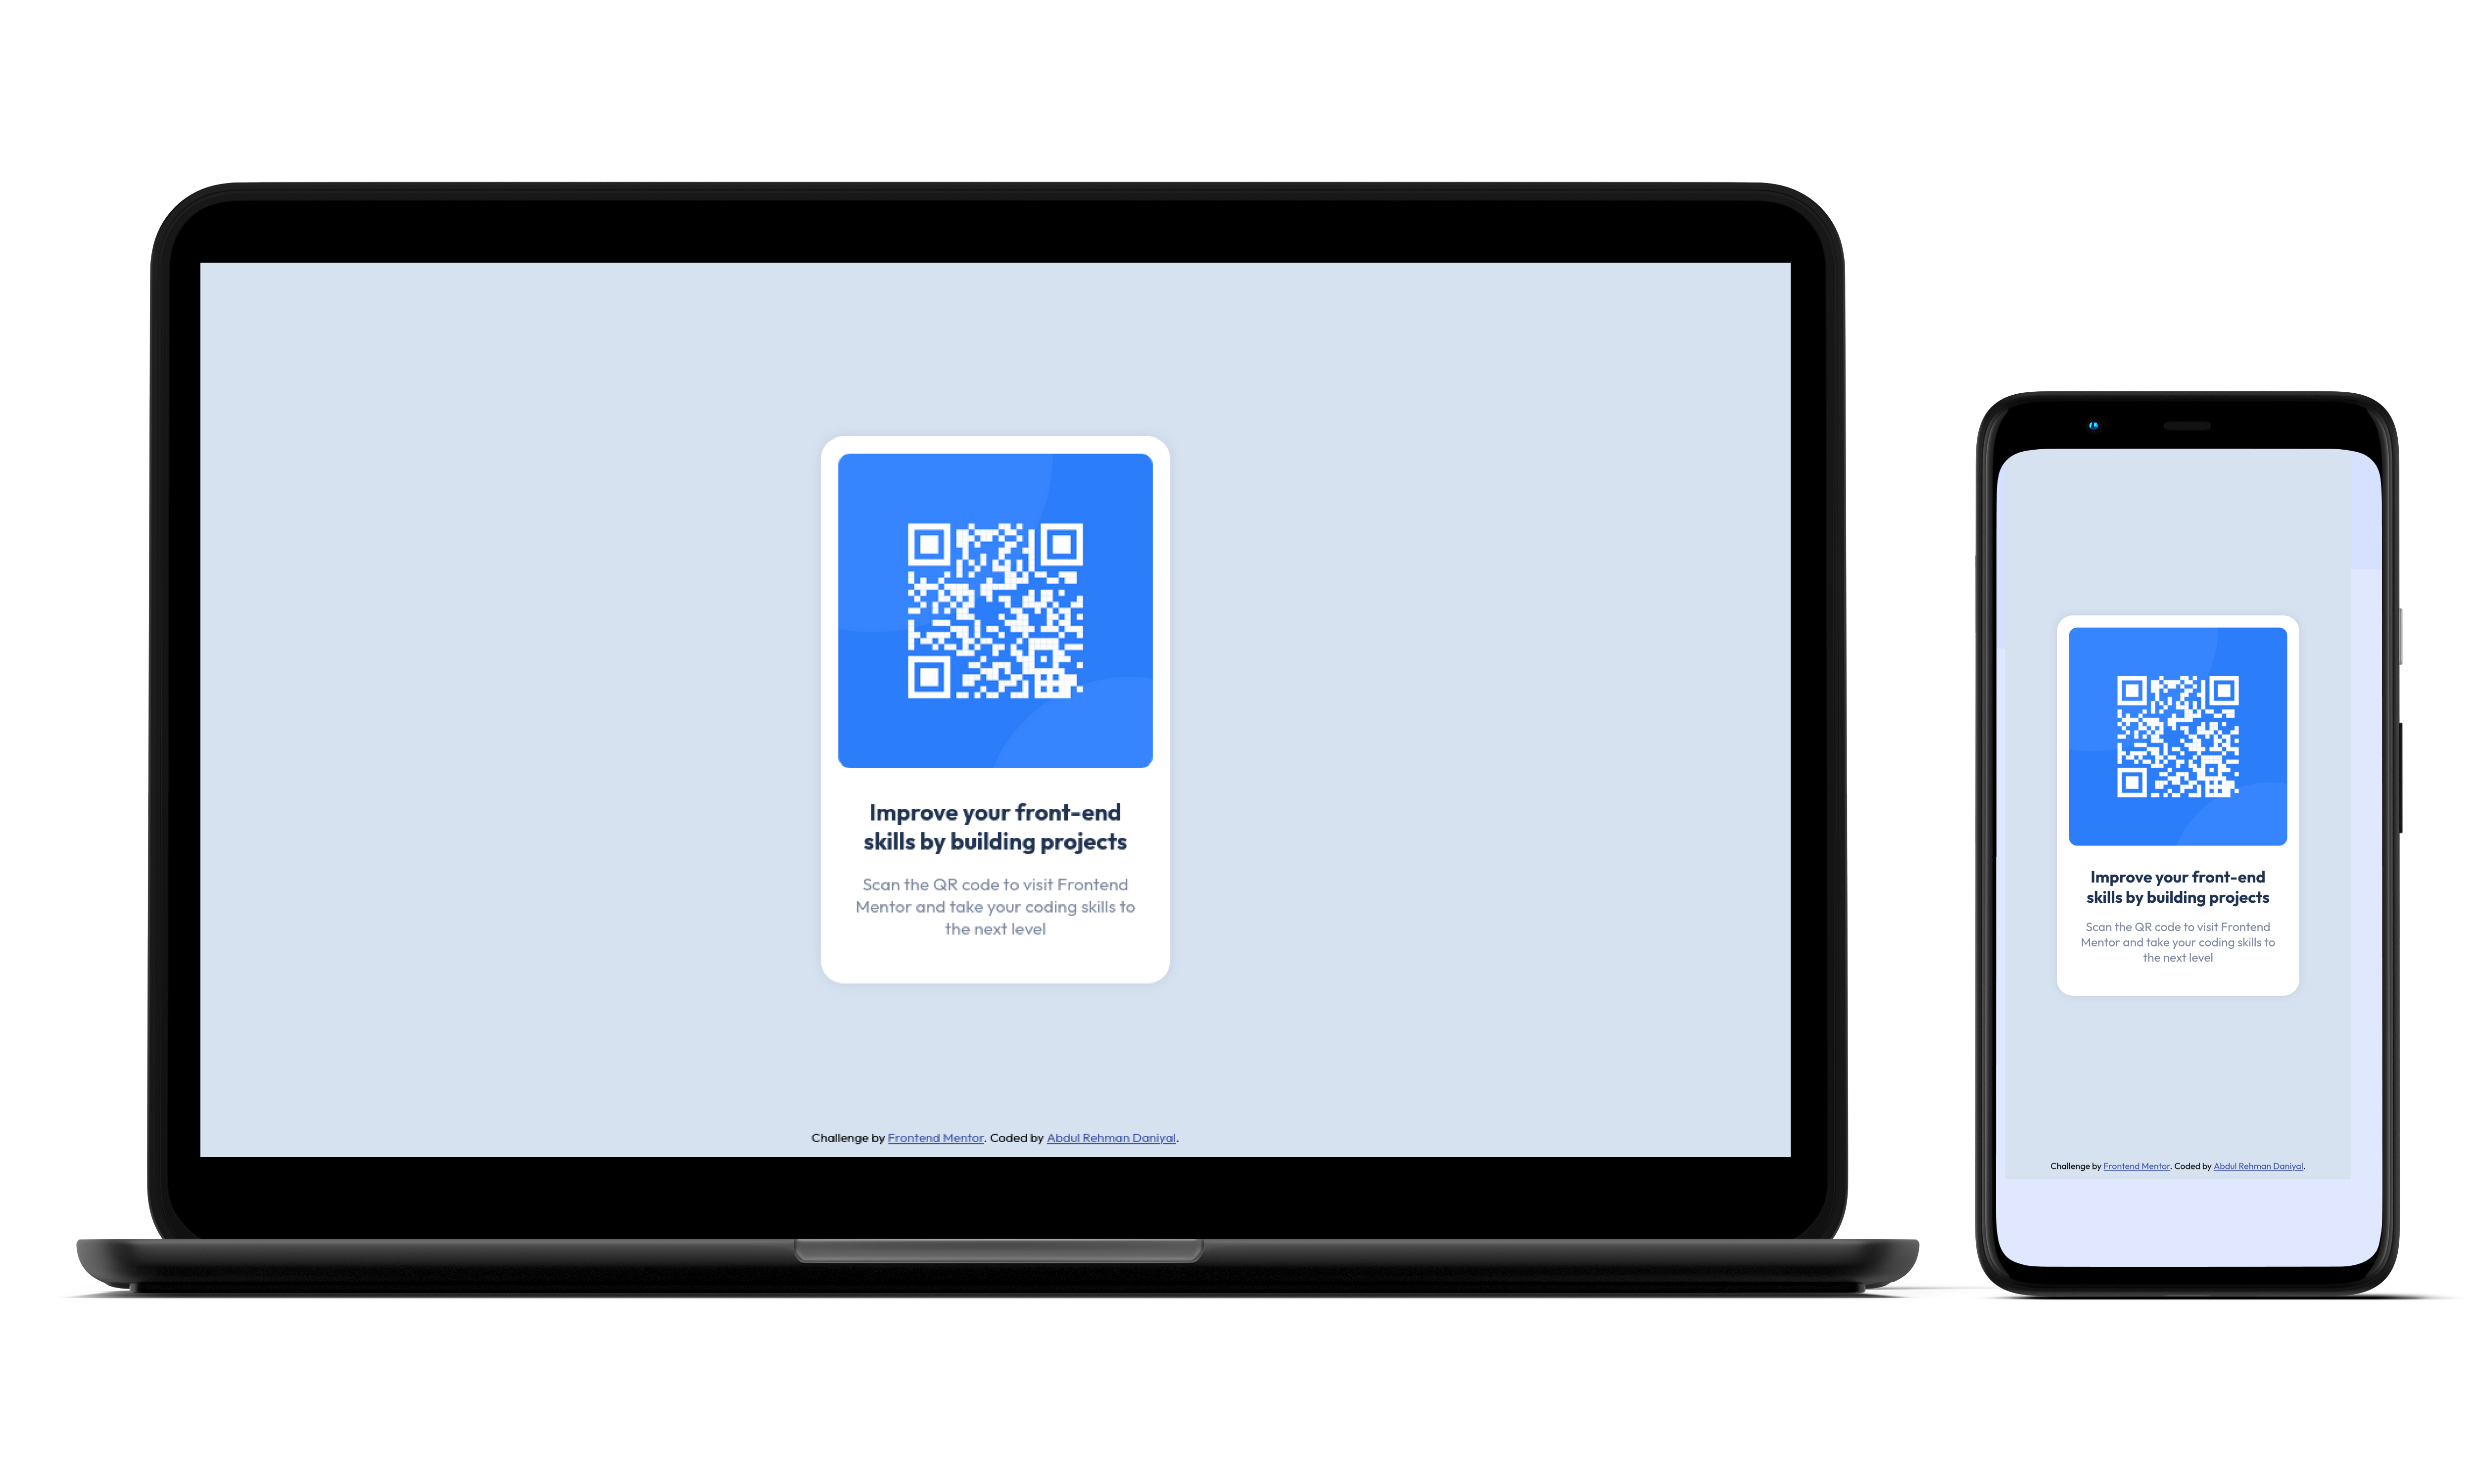 Improve your front-end
skills by building projects
Scan the QR code to visit Frontend
Mentor and take your coding skills to
the next level
Challenge by Frontend Mentor. Coded by Abdul Rehman Daniyal.
Improve your front-end
skills by building projects
Scan the QR code to visit Frontend
Mentor and take your coding skills to
the next level
Challenge by Frontend Mentor. Coded by Abdul Rehman Daniyal.